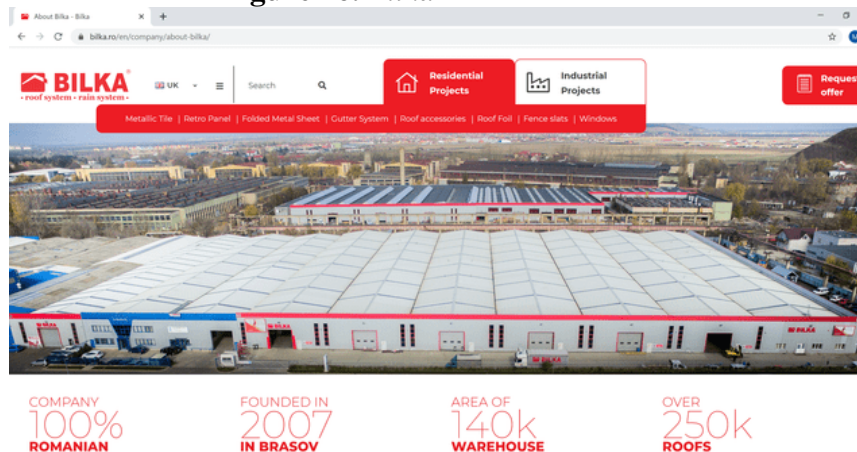 About Bilka - Bilka
bilka.ro/en/company/about-bilka/
BILKA
• roof system • rain system •
UK
Search
Residential
Projects
Industrial
Projects
Request
offer
Metallic Tile | Retro Panel | Folded Metal Sheet | Gutter System | Roof accessories | Roof Foil | Fence slats | Windows
BILKA
BILKA
COMPANY
100%
ROMANIAN
FOUNDED IN
2007
IN BRASOV
AREA OF
140k
WAREHOUSE
OVER
250k
ROOFS